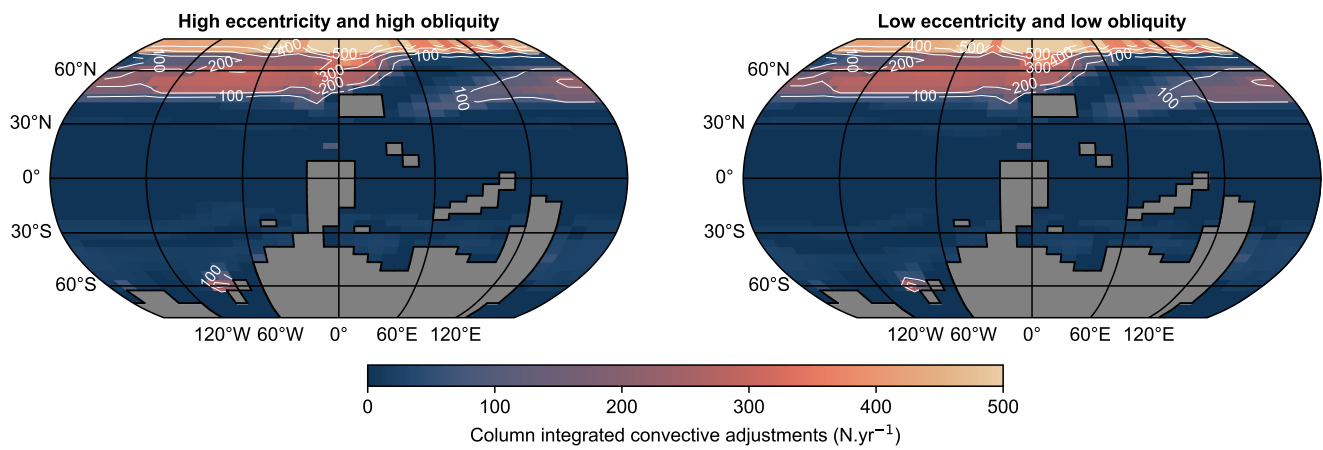 High eccentricity and high obliquity
Low eccentricity and low obliquity
400
500
100
200
300
200
100
100
60°N
30°N
0°
30°S
60°S
100
120°W 60°W 0° 60°E 120°E
500
400
500
100
200
300
200
100
100
60°N
30°N
0°
30°S
60°S
120°W 60°W 0° 60°E 120°E
0 100 200 300 400 500
Column integrated convective adjustments (N.yr⁻¹)